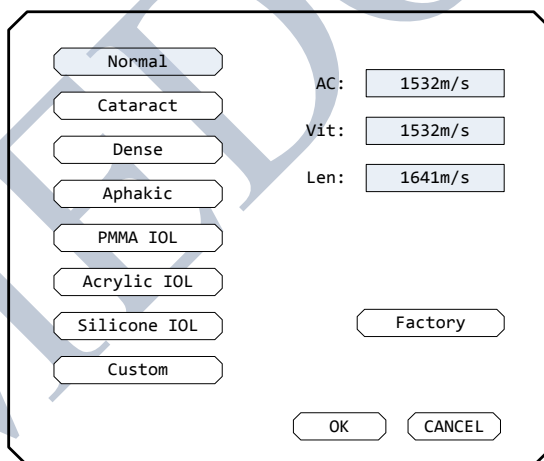 Normal
AC: 1532m/s
Cataract
Vit: 1532m/s
Dense
Len: 1641m/s
Aphakic
PMMA IOL
Acrylic IOL
Silicone IOL
Factory
Custom
OK
CANCEL